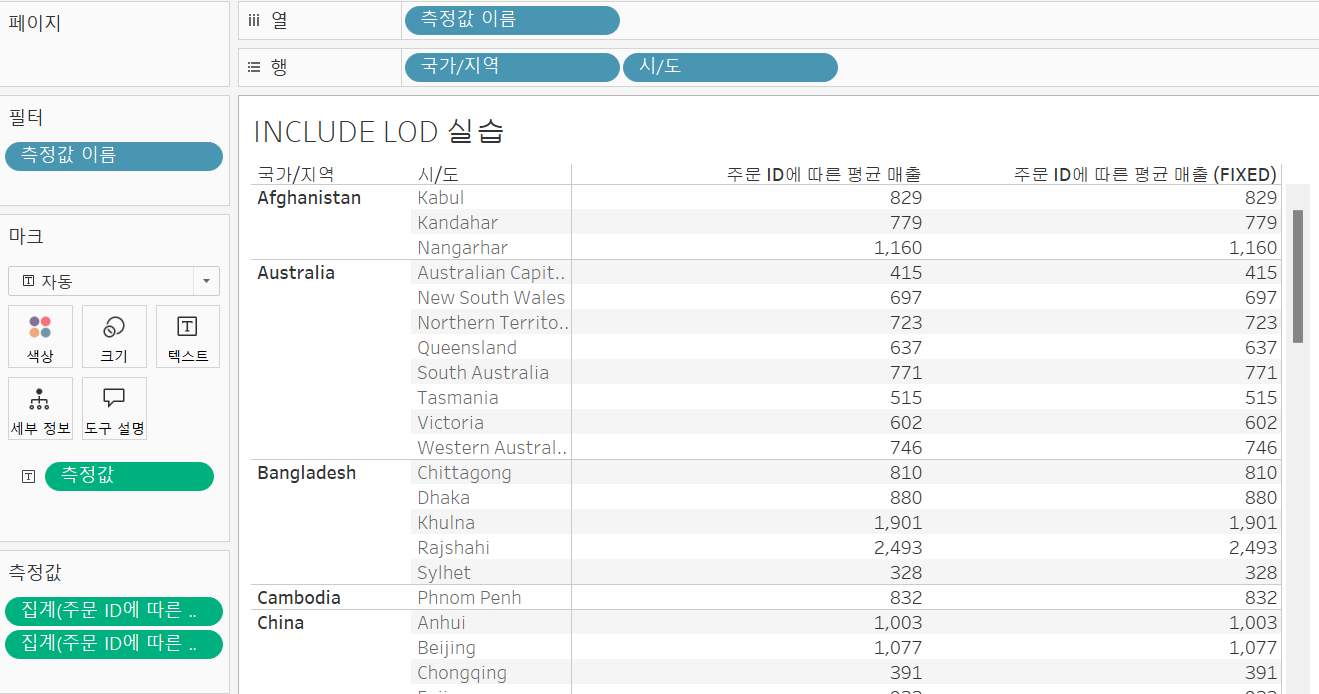 페이지
iii 열
측정값 이름
행
국가/지역
시/도
필터
측정값 이름
마크
자동
색상
크기
텍스트
세부 정보
도구 설명
측정값
측정값
집계(주문 ID에 따른 ..
집계(주문 ID에 따른 ..
INCLUDE LOD 실습
국가/지역 시/도 주문 ID에 따른 평균 매출 주문 ID에 따른 평균 매출 (FIXED)
Afghanistan Kabul 829 829
Kandahar 779 779
Nangarhar 1,160 1,160
Australia Australian Capit.. 415 415
New South Wales 697 697
Northern Territo.. 723 723
Queensland 637 637
South Australia 771 771
Tasmania 515 515
Victoria 602 602
Western Austral.. 746 746
Bangladesh Chittagong 810 810
Dhaka 880 880
Khulna 1,901 1,901
Rajshahi 2,493 2,493
Sylhet 328 328
Cambodia Phnom Penh 832 832
China Anhui 1,003 1,003
Beijing 1,077 1,077
Chongqing 391 391